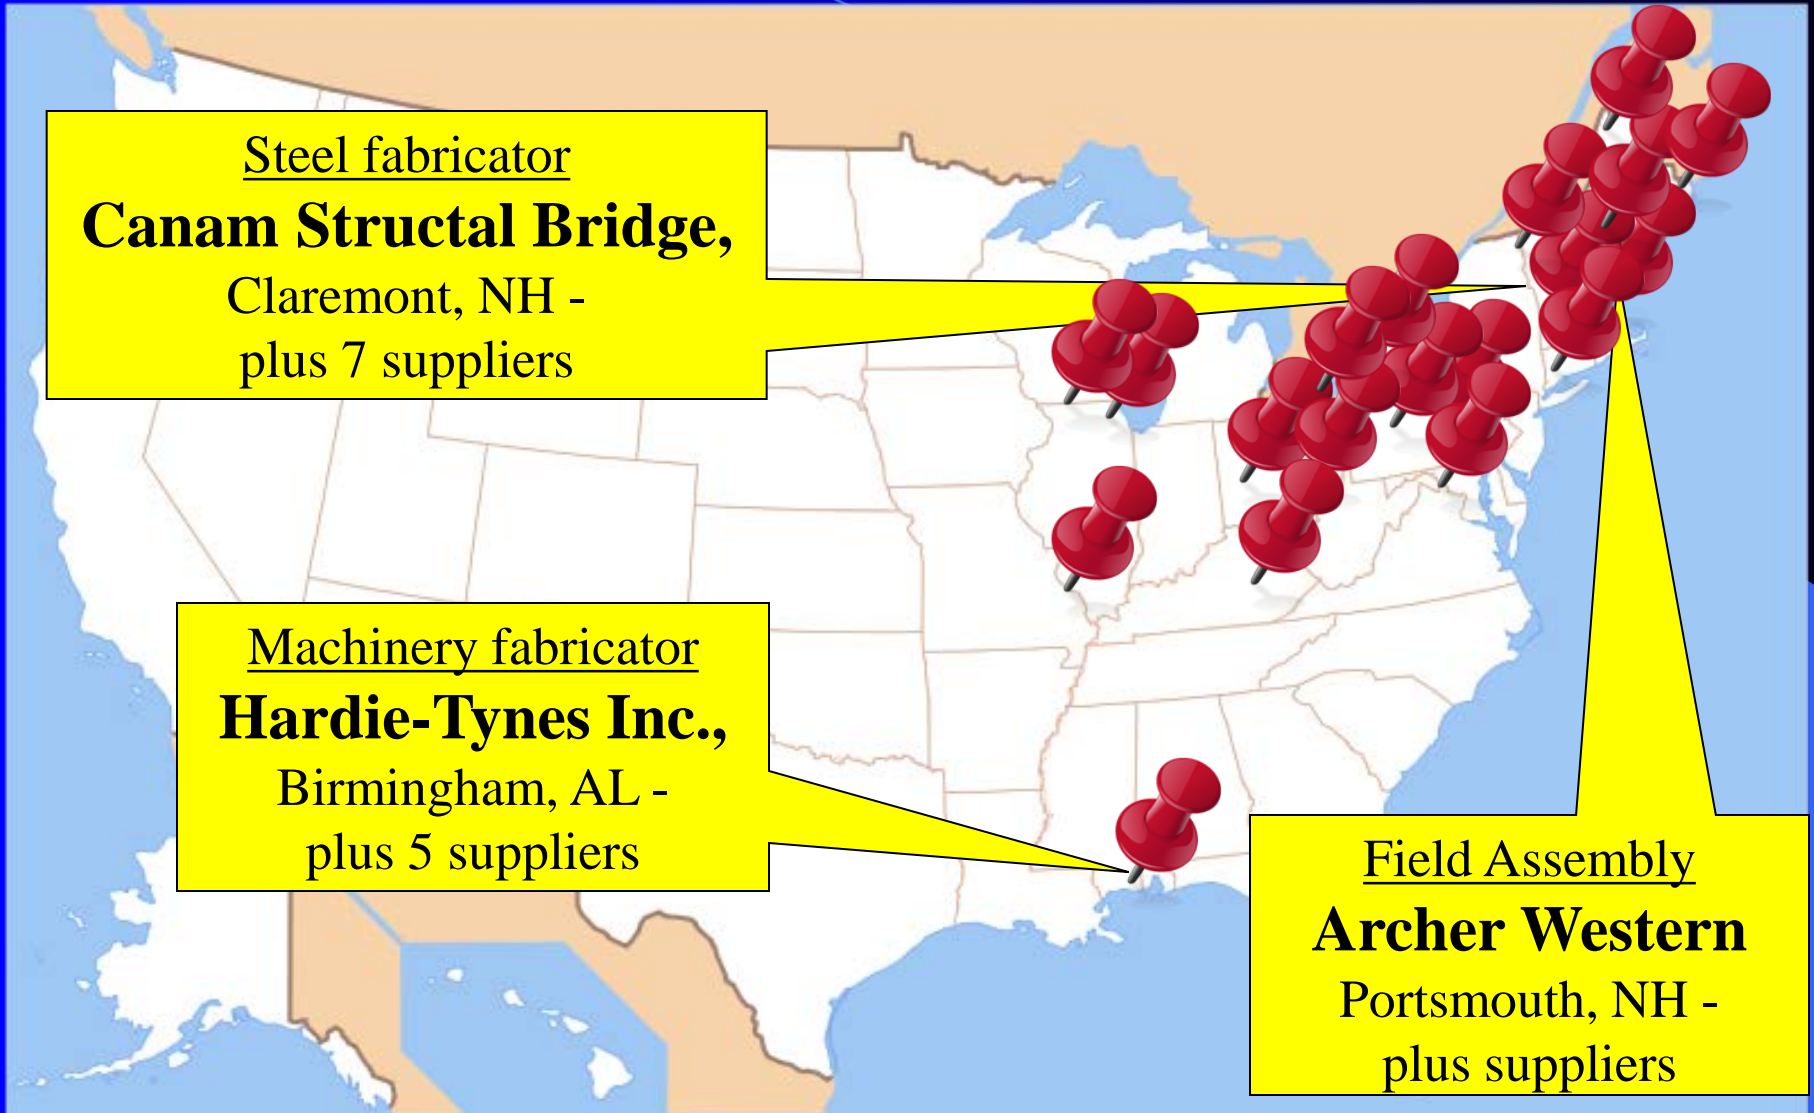 Steel fabricator
Canam Structal Bridge,
Claremont, NH -
plus 7 suppliers
Machinery fabricator
Hardie-Tynes Inc.,
Birmingham, AL -
plus 5 suppliers
Field Assembly
Archer Western
Portsmouth, NH -
plus suppliers